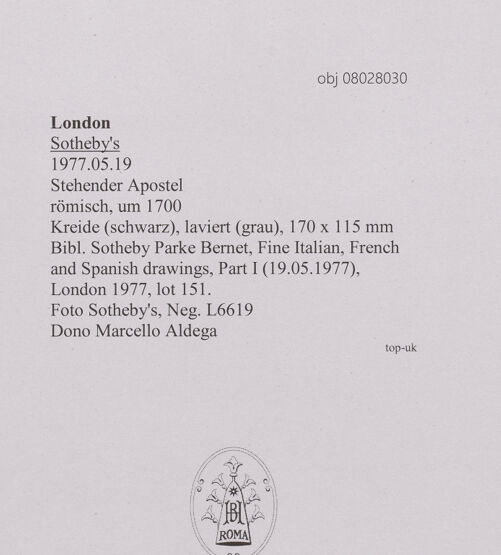 obj 08028030
London
Sotheby's
1977.05.19
Stehender Apostel
römisch, um 1700
Kreide (schwarz), laviert (grau), 170 x 115 mm
Bibl. Sotheby Parke Bernet, Fine Italian, French
and Spanish drawings, Part I (19.05.1977),
London 1977, lot 151.
Foto Sotheby's, Neg. L6619
Dono Marcello Aldega
top-uk
BH
ROMA